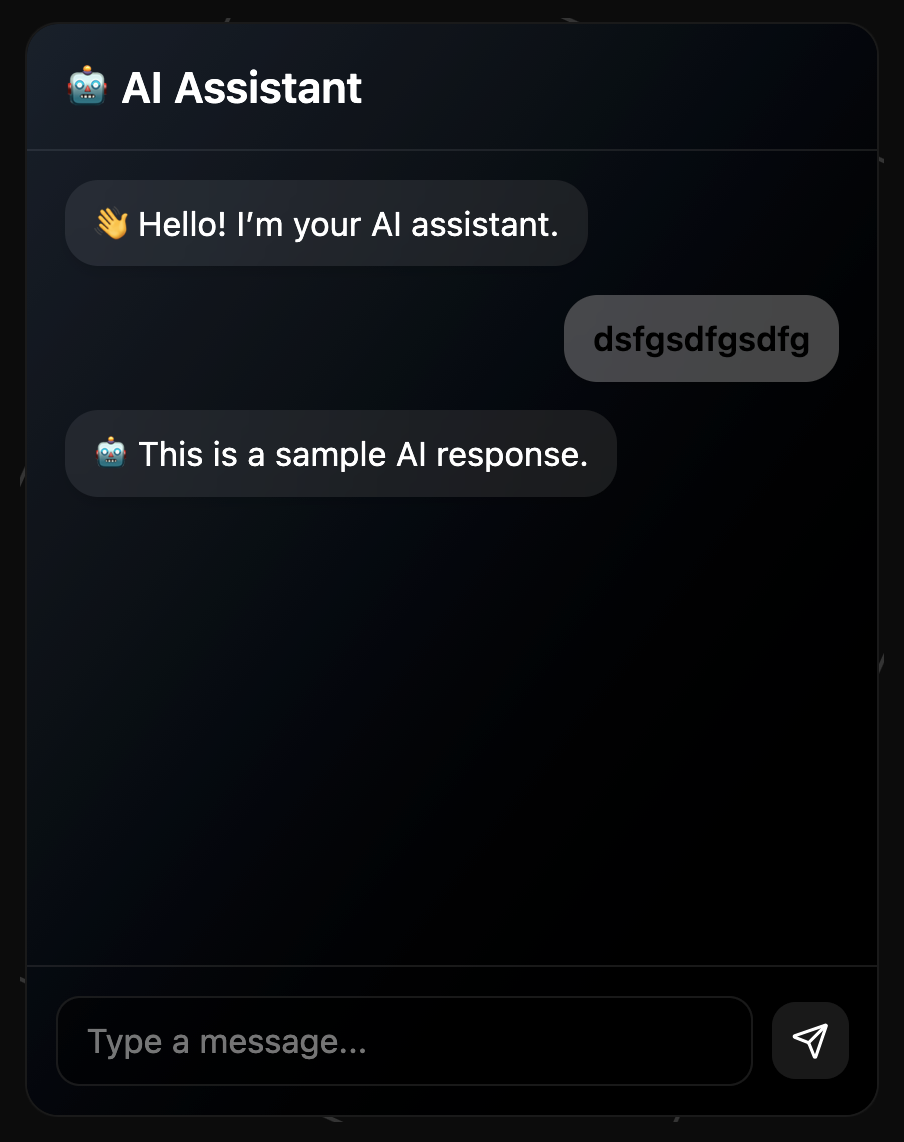 🤖 AI Assistant
👋 Hello! I’m your AI assistant.
dsfgsdfgsdfg
🤖 This is a sample AI response.
Type a message...